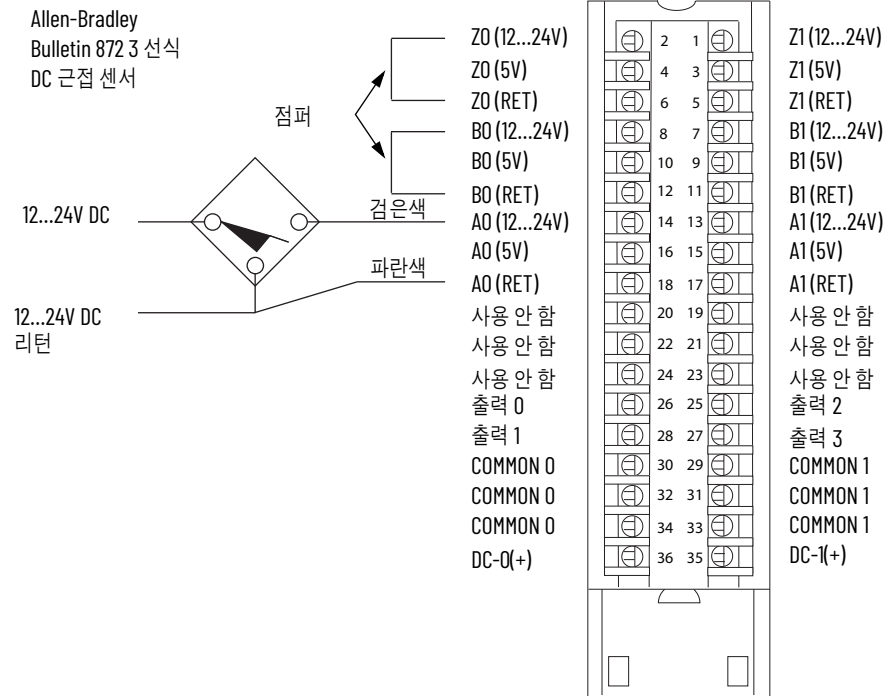 Allen-Bradley
Bulletin 872 3 선식
DC 근접 센서
점퍼
12...24V DC
검은색
파란색
12...24V DC
리턴
Z0 (12...24V) 2 1 Z1 (12...24V)
Z0 (5V) 4 3 Z1 (5V)
Z0 (RET) 6 5 Z1 (RET)
B0 (12...24V) 8 7 B1 (12...24V)
B0 (5V) 10 9 B1 (5V)
B0 (RET) 12 11 B1 (RET)
A0 (12...24V) 14 13 A1 (12...24V)
A0 (5V) 16 15 A1 (5V)
A0 (RET) 18 17 A1 (RET)
사용 안 함 20 19 사용 안 함
사용 안 함 22 21 사용 안 함
사용 안 함 24 23 사용 안 함
출력 0 26 25 출력 2
출력 1 28 27 출력 3
COMMON 0 30 29 COMMON 1
COMMON 0 32 31 COMMON 1
COMMON 0 34 33 COMMON 1
DC-0(+) 36 35 DC-1(+)